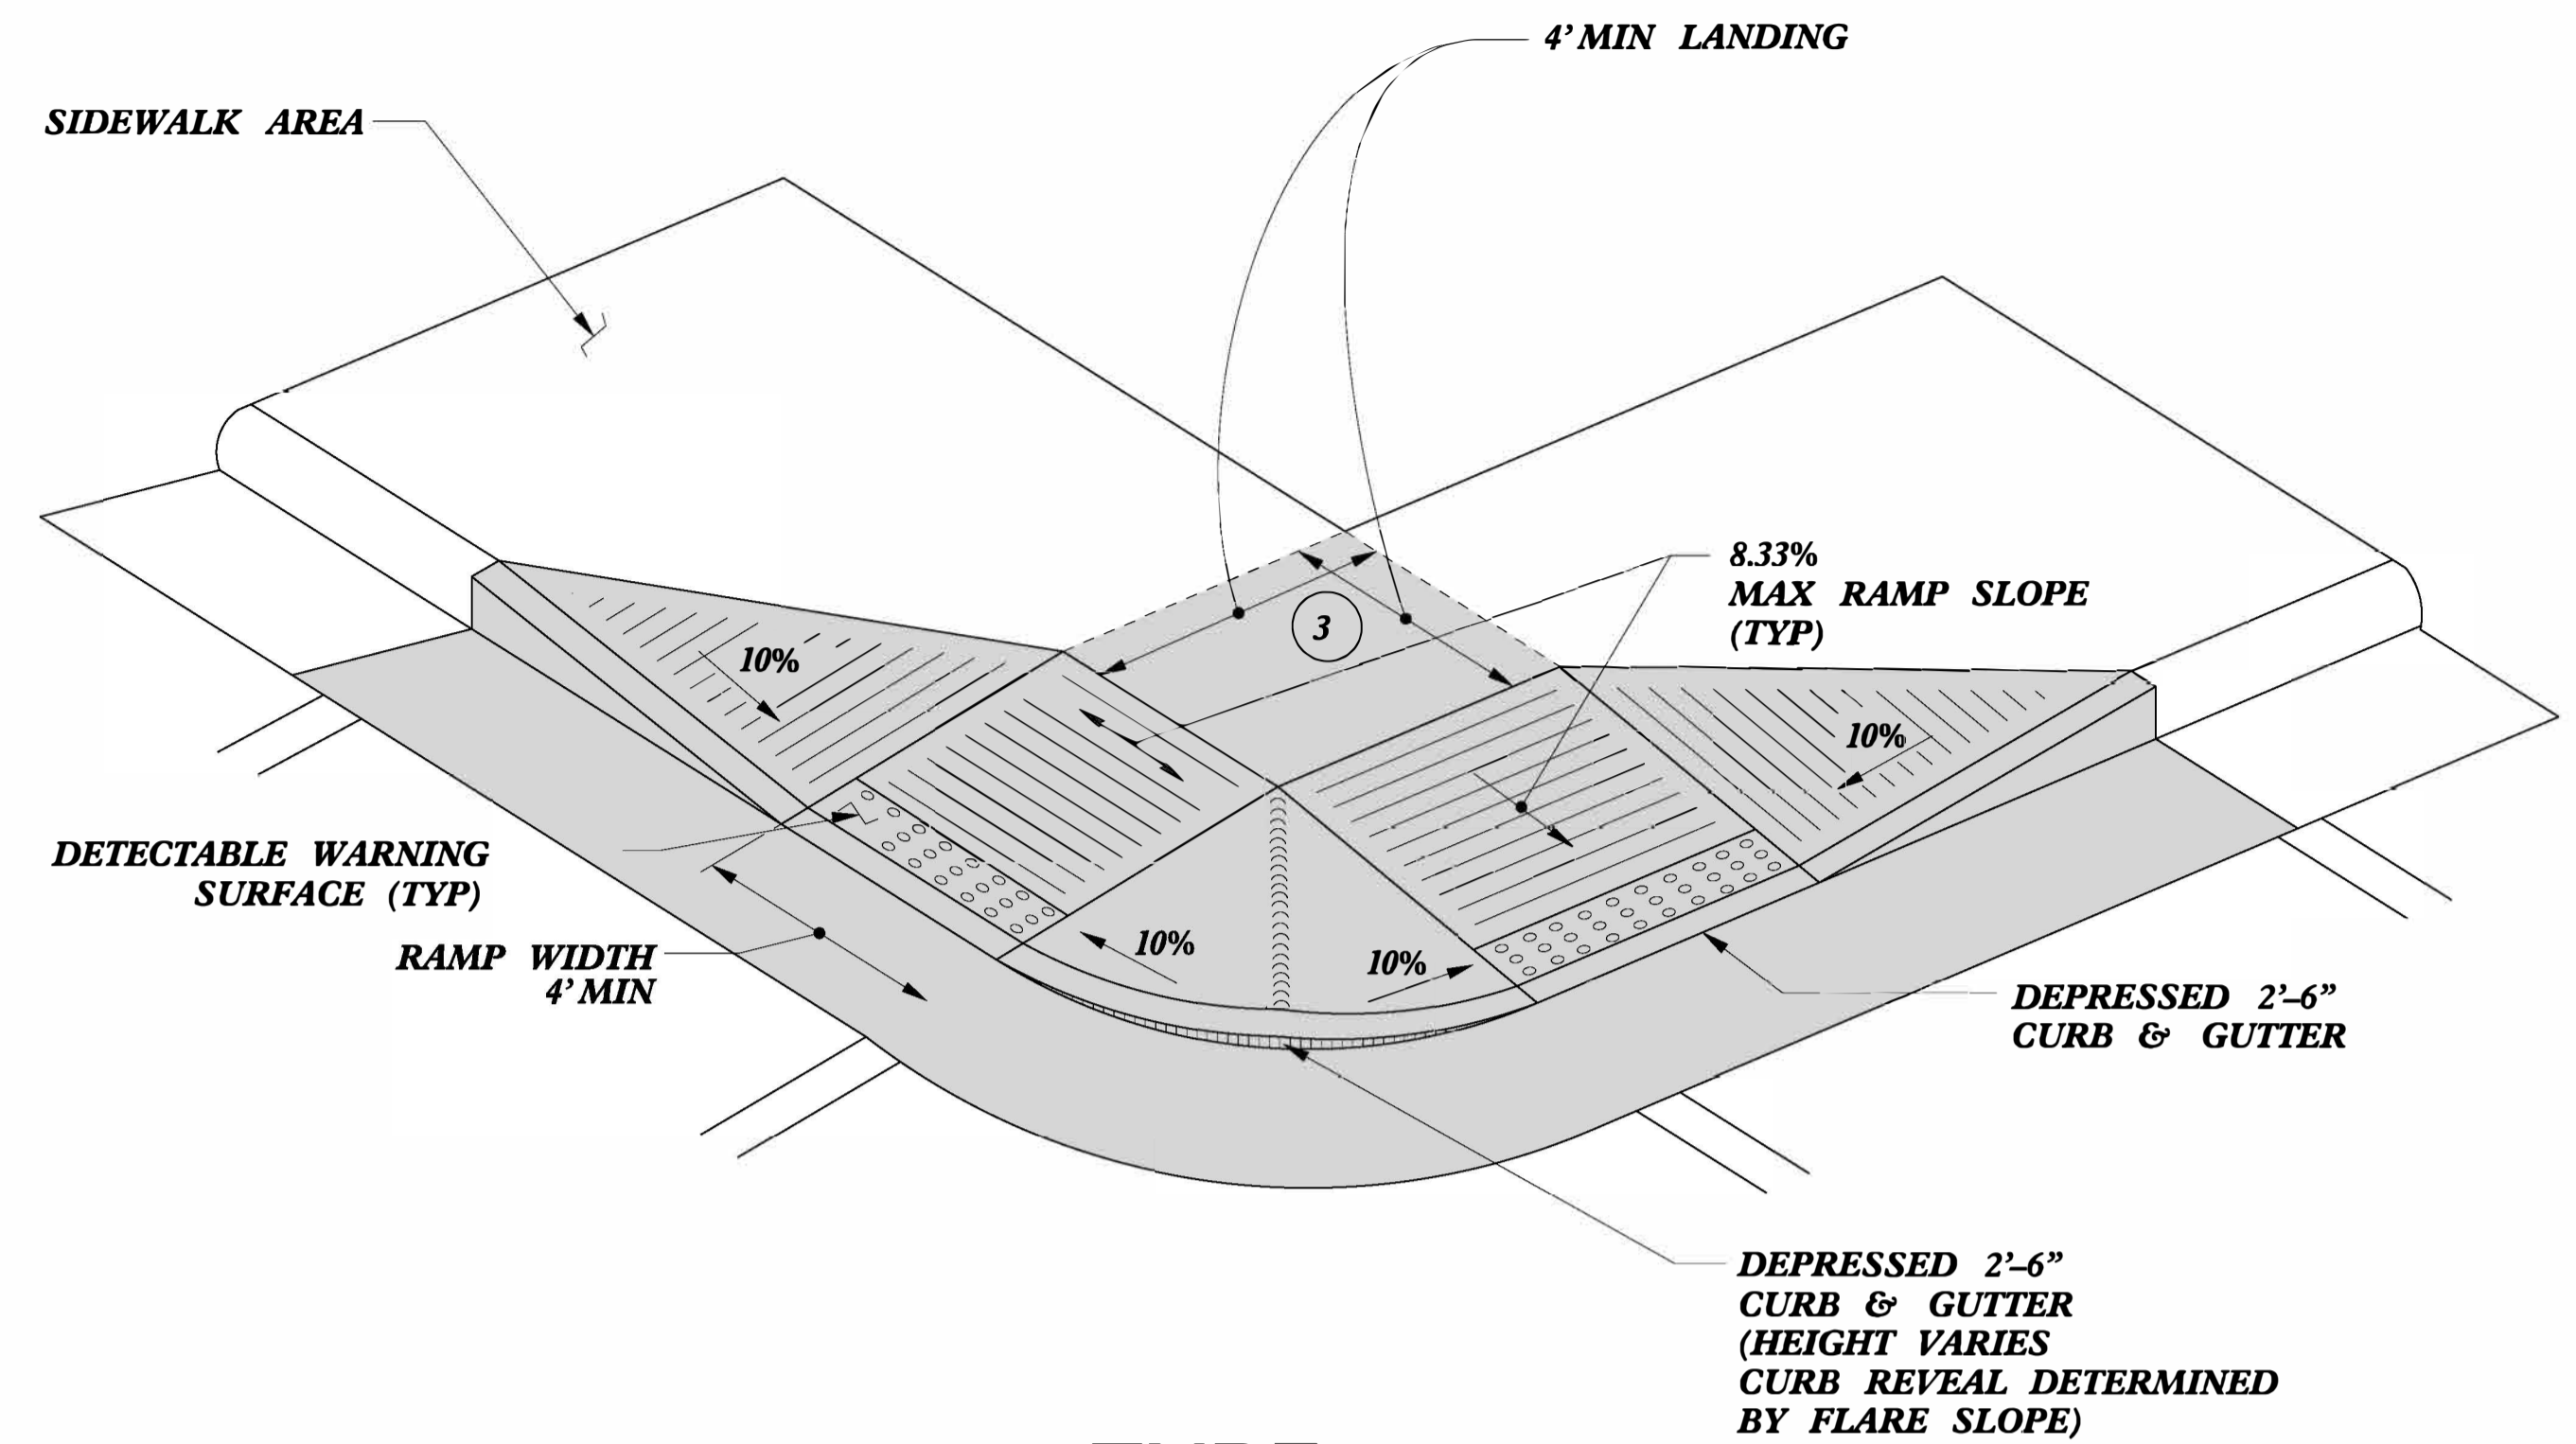 4’ MIN LANDING
SIDEWALK AREA
8.33%
MAX RAMP SLOPE
(TYP)
3
10%
10%
DETECTABLE WARNING
SURFACE (TYP)
RAMP WIDTH
4’ MIN
10%
10%
DEPRESSED 2’–6”
CURB & GUTTER
DEPRESSED 2’–6”
CURB & GUTTER
(HEIGHT VARIES
CURB REVEAL DETERMINED
BY FLARE SLOPE)